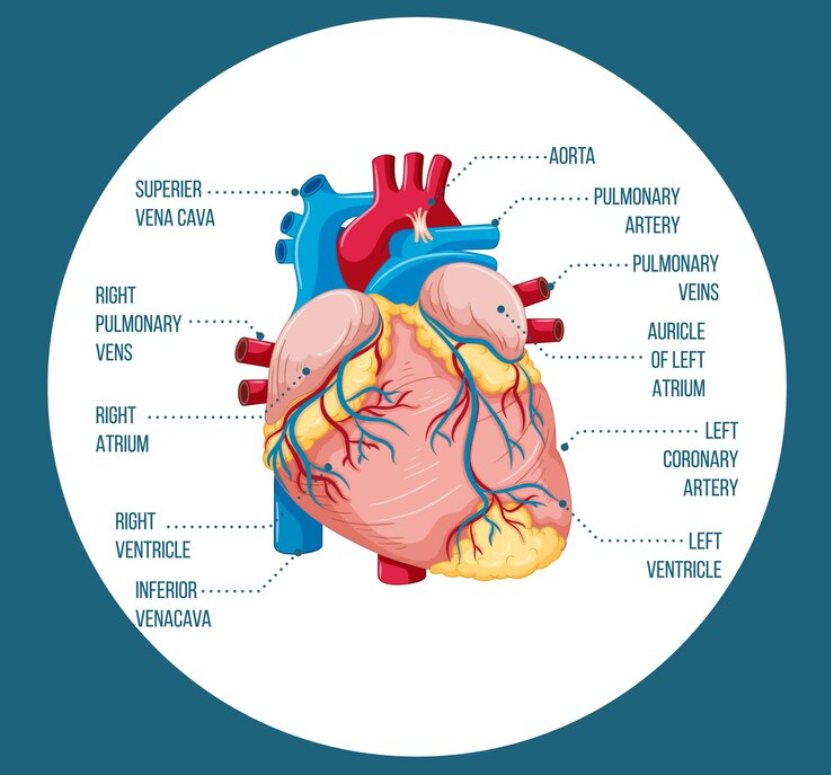 SUPERIER
VENA CAVA
RIGHT
PULMONARY
VENS
RIGHT
ATRIUM
RIGHT
VENTRICLE
INFERIOR
VENACAVA
AORTA
PULMONARY
ARTERY
PULMONARY
VEINS
AURICLE
OF LEFT
ATRIUM
LEFT
CORONARY
ARTERY
LEFT
VENTRICLE